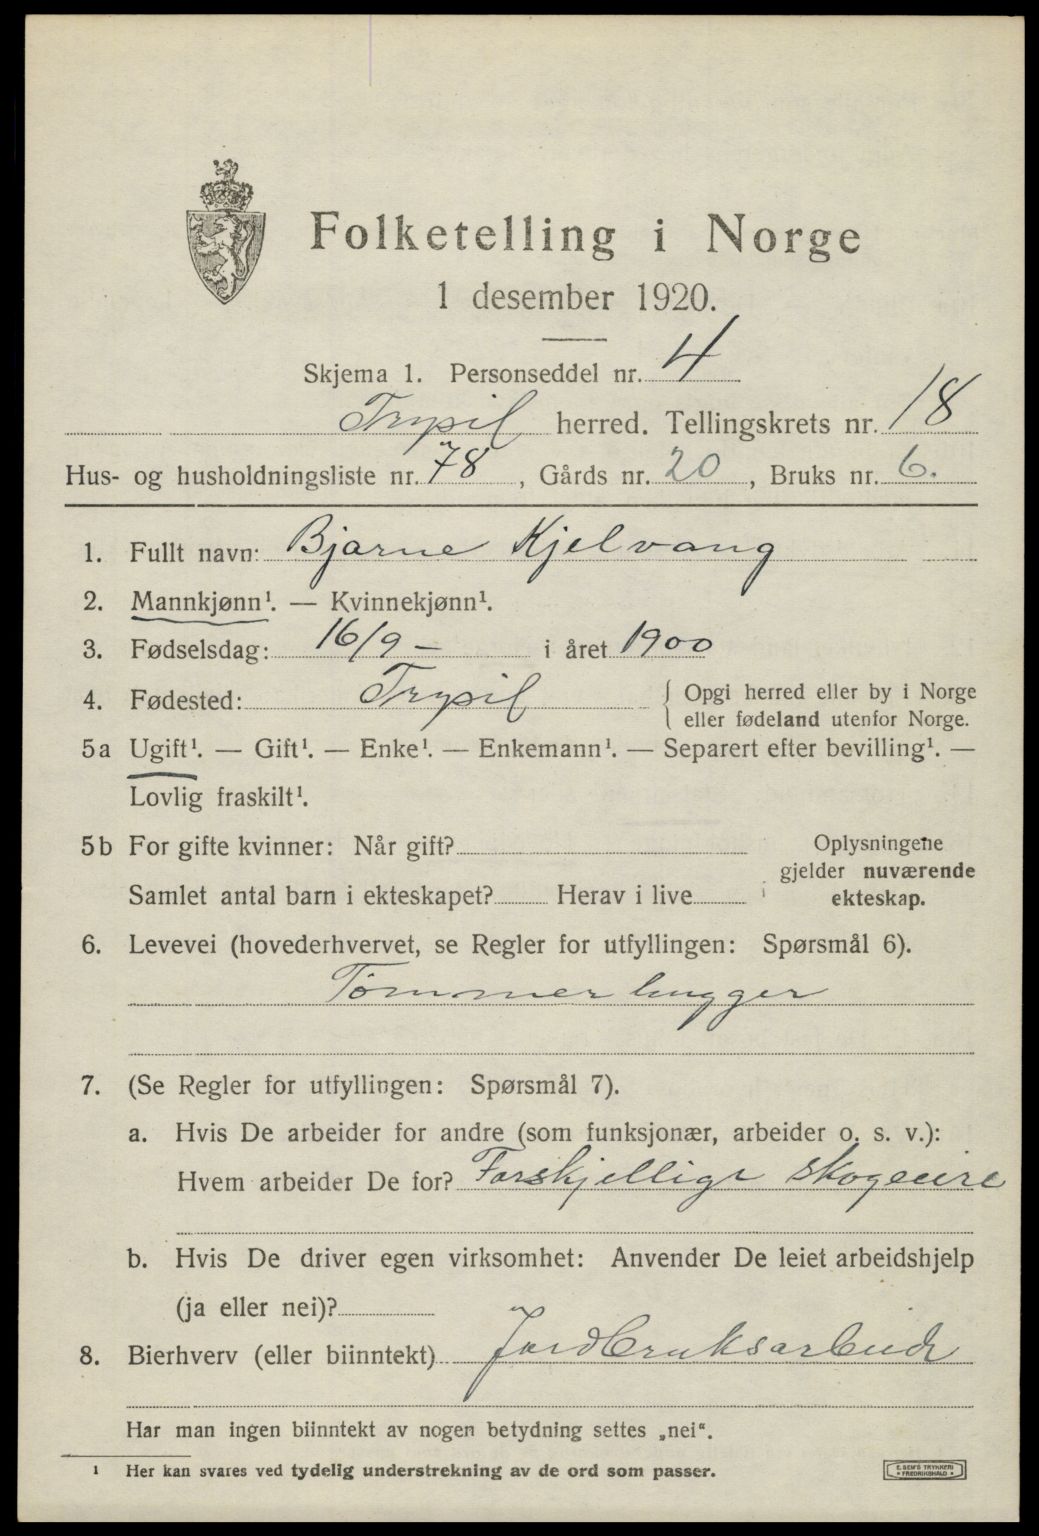 Folketelling i Norge
1 desember 1920.
Skjema 1. Personseddel nr. 4
Trysil herred. Tellingskrets nr. 18
Hus- og husholdningsliste nr. 78, Gårds nr. 20, Bruks nr. 6.
1. Fullt navn: Bjarne Kjelvang
2. Mannkjønn¹. — Kvinnekjønn¹.
3. Fødselsdag: 16/9 – i året 1900
4. Fødested: Trysil { Opgi herred eller by i Norge
eller fødeland utenfor Norge.
5a Ugift¹. — Gift¹. — Enke¹. — Enkemann¹. — Separert efter bevilling¹. —
Lovlig fraskilt¹.
5b For gifte kvinner: Når gift? Oplysningene
gjelder nuværende
Samlet antal barn i ekteskapet? Herav i live ekteskap.
6. Levevei (hovederhvervet, se Regler for utfyllingen: Spørsmål 6).
Tømmerhugger
7. (Se Regler for utfyllingen: Spørsmål 7).
a. Hvis De arbeider for andre (som funksjonær, arbeider o. s. v.):
Hvem arbeider De for? Forskjellige skogeiere
b. Hvis De driver egen virksomhet: Anvender De leiet arbeidshjelp
(ja eller nei)?
8. Bierhverv (eller biinntekt) Jordbruksarbeide
Har man ingen biinntekt av nogen betydning settes „nei“.
¹ Her kan svares ved tydelig understrekning av de ord som passer.
E. SEM'S TRYKKERI
• FREDRIKSHALD •